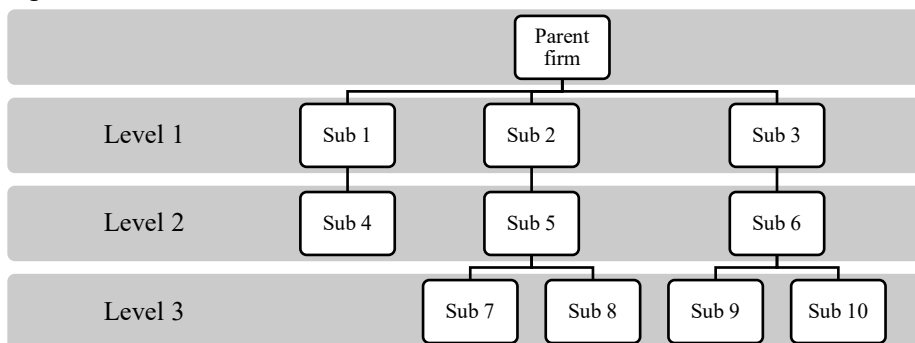 Parent
firm
Level 1
Sub 1
Sub 2
Sub 3
Level 2
Sub 4
Sub 5
Sub 6
Level 3
Sub 7
Sub 8
Sub 9
Sub 10